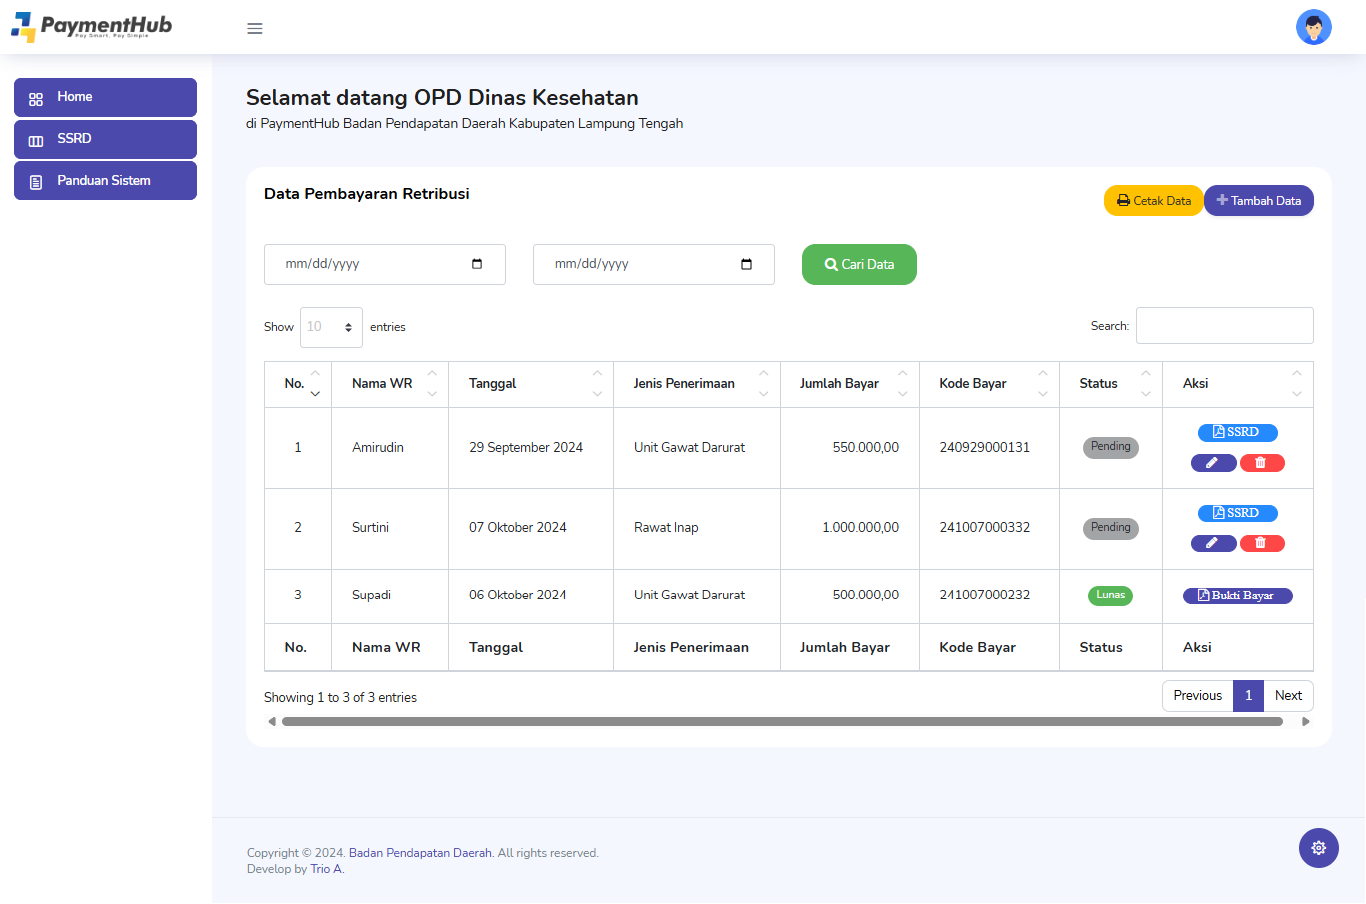 PaymentHub
Pay Smart, Pay Simple
Home
SSRD
Panduan Sistem
Selamat datang OPD Dinas Kesehatan
di PaymentHub Badan Pendapatan Daerah Kabupaten Lampung Tengah
Data Pembayaran Retribusi
Cetak Data
Tambah Data
mm/dd/yyyy
mm/dd/yyyy
Cari Data
Show 10 entries
Search:
No. Nama WR Tanggal Jenis Penerimaan Jumlah Bayar Kode Bayar Status Aksi
1 Amirudin 29 September 2024 Unit Gawat Darurat 550.000,00 240929000131 Pending SSRD
2 Surtini 07 Oktober 2024 Rawat Inap 1.000.000,00 241007000332 Pending SSRD
3 Supadi 06 Oktober 2024 Unit Gawat Darurat 500.000,00 241007000232 Lunas Bukti Bayar
No. Nama WR Tanggal Jenis Penerimaan Jumlah Bayar Kode Bayar Status Aksi
Showing 1 to 3 of 3 entries
Previous 1 Next
Copyright © 2024. Badan Pendapatan Daerah. All rights reserved.
Develop by Trio A.